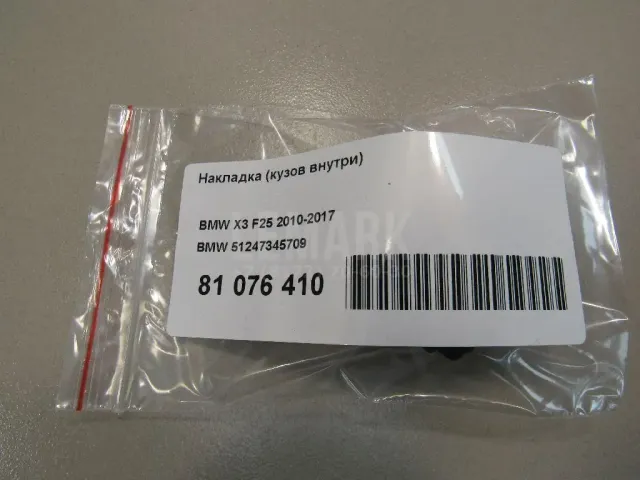 Накладка (кузов внутри)
BMW X3 F25 2010-2017
BMW 51247345709
81 076 410